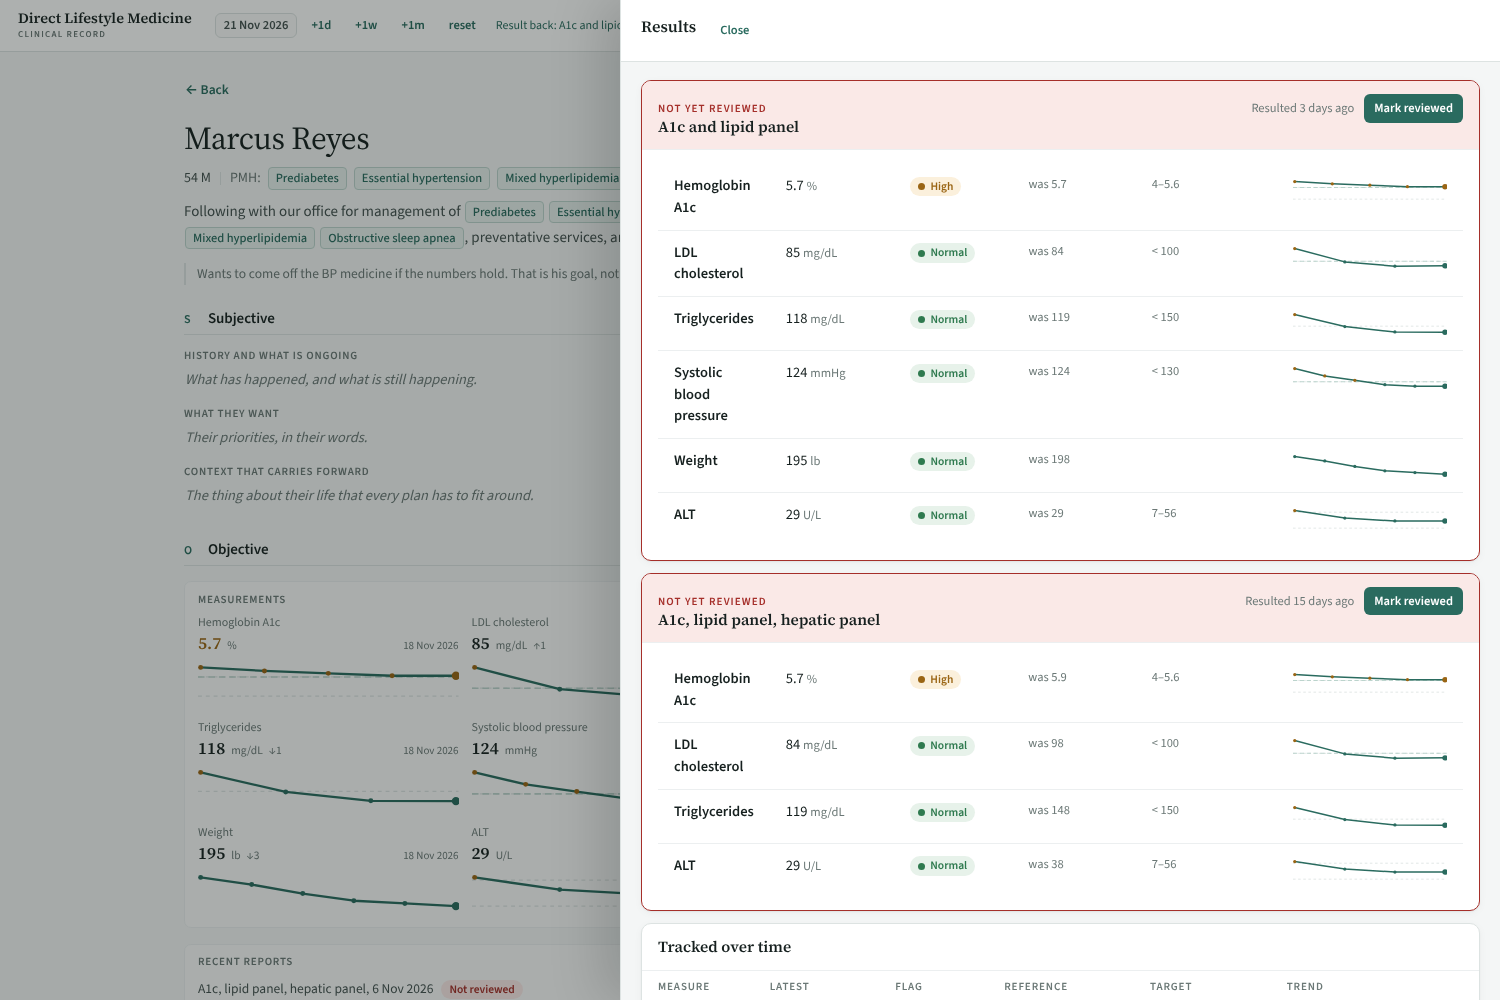 Direct Lifestyle Medicine
CLINICAL RECORD
21 Nov 2026 +1d +1w +1m reset Result back: A1c and
← Back
Marcus Reyes
54 M PMH: Prediabetes Essential hypertension Mixed hyperlipidemia
Following with our office for management of Prediabetes Essential
Mixed hyperlipidemia Obstructive sleep apnea, preventative services,
Wants to come off the BP medicine if the numbers hold. That is his goal, not
S Subjective
HISTORY AND WHAT IS ONGOING
What has happened, and what is still happening.
WHAT THEY WANT
Their priorities, in their words.
CONTEXT THAT CARRIES FORWARD
The thing about their life that every plan has to fit around.
O Objective
MEASUREMENTS
Hemoglobin A1c
5.7 % 18 Nov 2026
LDL cholesterol
85 mg/dL ↑1
Triglycerides
118 mg/dL ↓1 18 Nov 2026
Systolic blood pressure
124 mmHg
Weight
195 lb ↓3 18 Nov 2026
ALT
29 U/L
RECENT REPORTS
A1c, lipid panel, hepatic panel, 6 Nov 2026 Not reviewed
Results Close
NOT YET REVIEWED
A1c and lipid panel
Resulted 3 days ago Mark reviewed
Hemoglobin
A1c
5.7 % High was 5.7 4–5.6
LDL
cholesterol
85 mg/dL Normal was 84 < 100
Triglycerides 118 mg/dL Normal was 119 < 150
Systolic
blood
pressure
124 mmHg Normal was 124 < 130
Weight 195 lb Normal was 198
ALT 29 U/L Normal was 29 7–56
NOT YET REVIEWED
A1c, lipid panel, hepatic panel
Resulted 15 days ago Mark reviewed
Hemoglobin
A1c
5.7 % High was 5.9 4–5.6
LDL
cholesterol
84 mg/dL Normal was 98 < 100
Triglycerides 119 mg/dL Normal was 148 < 150
ALT 29 U/L Normal was 38 7–56
Tracked over time
MEASURE LATEST FLAG REFERENCE TARGET TREND